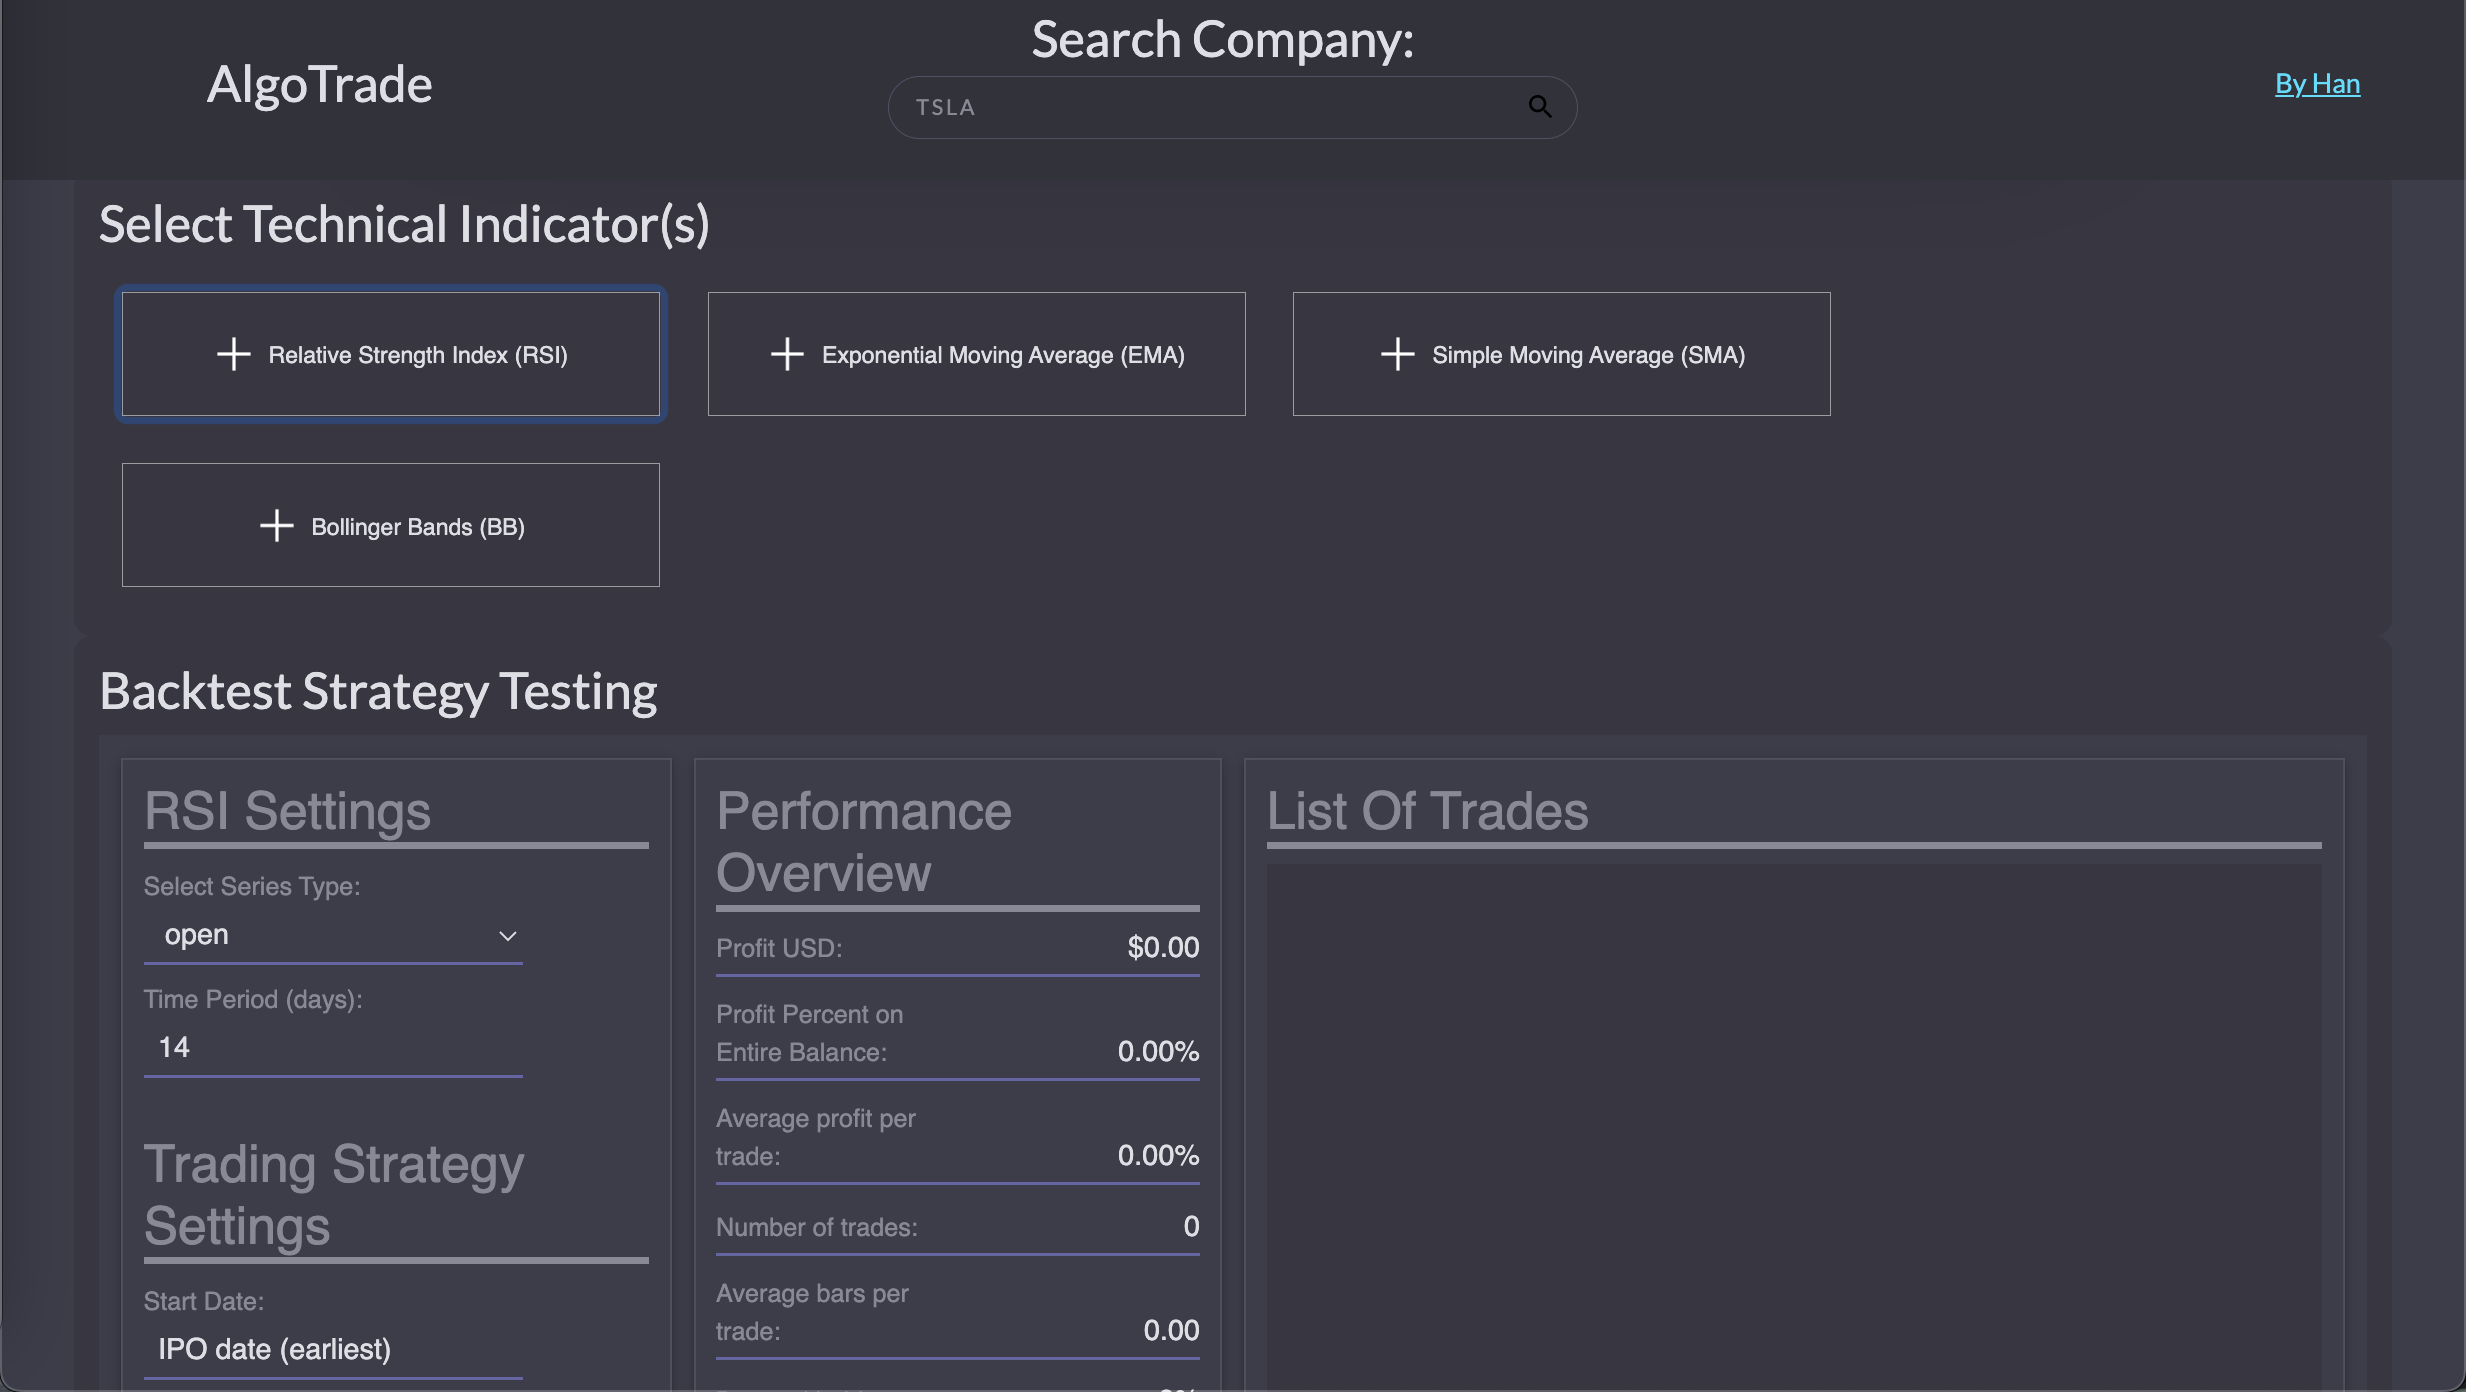 AlgoTrade
Search Company:
TSLA
By Han
Select Technical Indicator(s)
Relative Strength Index (RSI)
Exponential Moving Average (EMA)
Simple Moving Average (SMA)
Bollinger Bands (BB)
Backtest Strategy Testing
RSI Settings
Select Series Type:
open
Time Period (days):
14
Trading Strategy
Settings
Start Date:
IPO date (earliest)
Performance
Overview
Profit USD:
$0.00
Profit Percent on
Entire Balance:
0.00%
Average profit per
trade:
0.00%
Number of trades:
0
Average bars per
trade:
0.00
List Of Trades